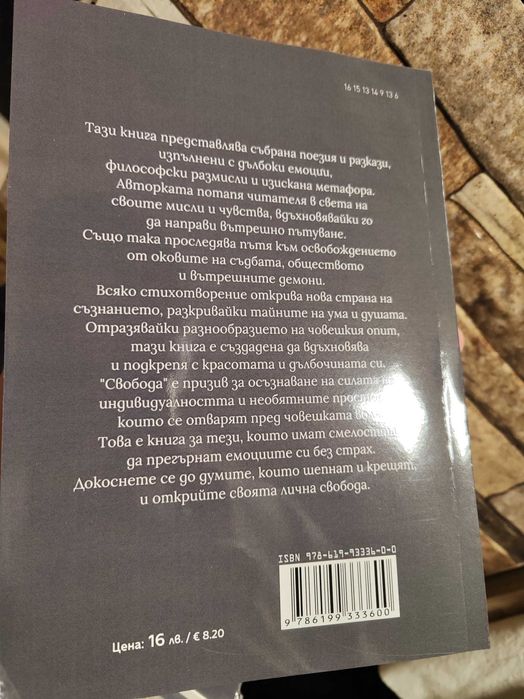 16 15 13 14 9 13 6
Тази книга представлява събрана поезия и разкази,
изпълнени с дълбоки емоции,
философски размисли и изискана метафора.
Авторката потапя читателя в света на
своите мисли и чувства, вдъхновявайки го
да направи вътрешно пътуване.
Също така проследява пътя към освобождението
от оковите на съдбата, обществото
и вътрешните демони.
Всяко стихотворение открива нова страна на
съзнанието, разкривайки тайните на ума и душата.
Отразявайки разнообразието на човешкия опит,
тази книга е създадена да вдъхновява
и подкрепя с красотата и дълбочината си.
"Свобода" е призив за осъзнаване на силата на
индивидуалността и необятните
които се отварят пред човешката
Това е книга за тези, които имат смелостта
да прегърнат емоциите си без страх.
Докоснете се до думите, които шепнат и крещят,
и открийте своята лична свобода.
ISBN 978-619-93336-0-0
9 786199 333600
Цена: 16 лв. / € 8.20